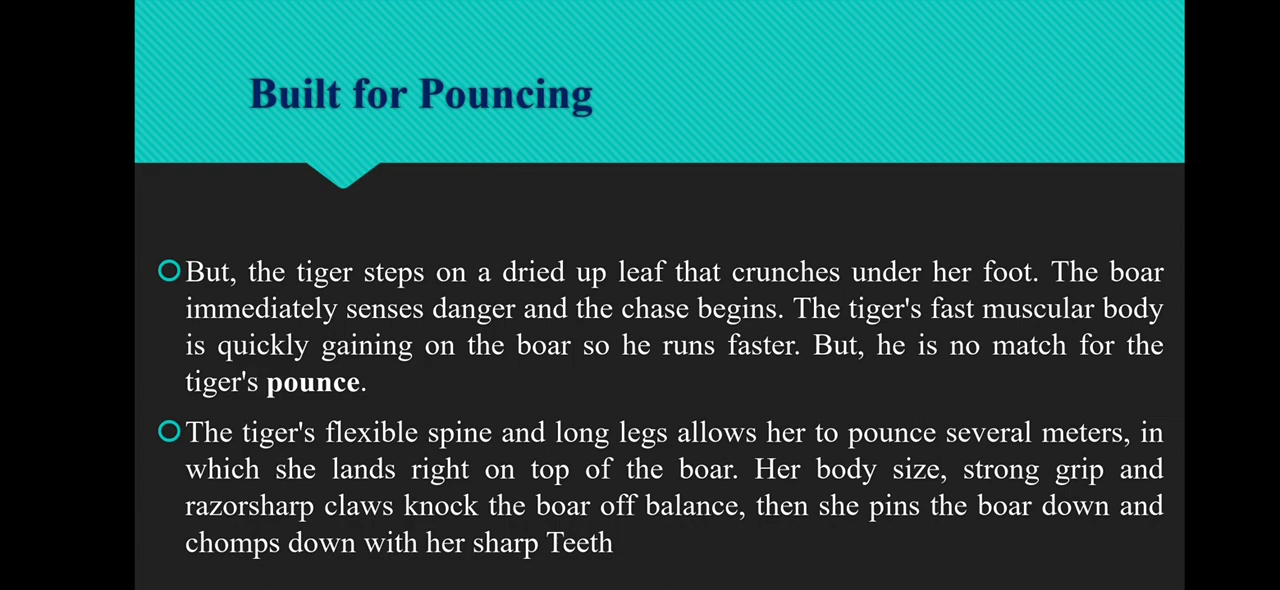 Built for Pouncing
But, the tiger steps on a dried up leaf that crunches under her foot. The boar
immediately senses danger and the chase begins. The tiger's fast muscular body
is quickly gaining on the boar so he runs faster. But, he is no match for the
tiger's pounce.
The tiger's flexible spine and long legs allows her to pounce several meters, in
which she lands right on top of the boar. Her body size, strong grip and
razorsharp claws knock the boar off balance, then she pins the boar down and
chomps down with her sharp Teeth